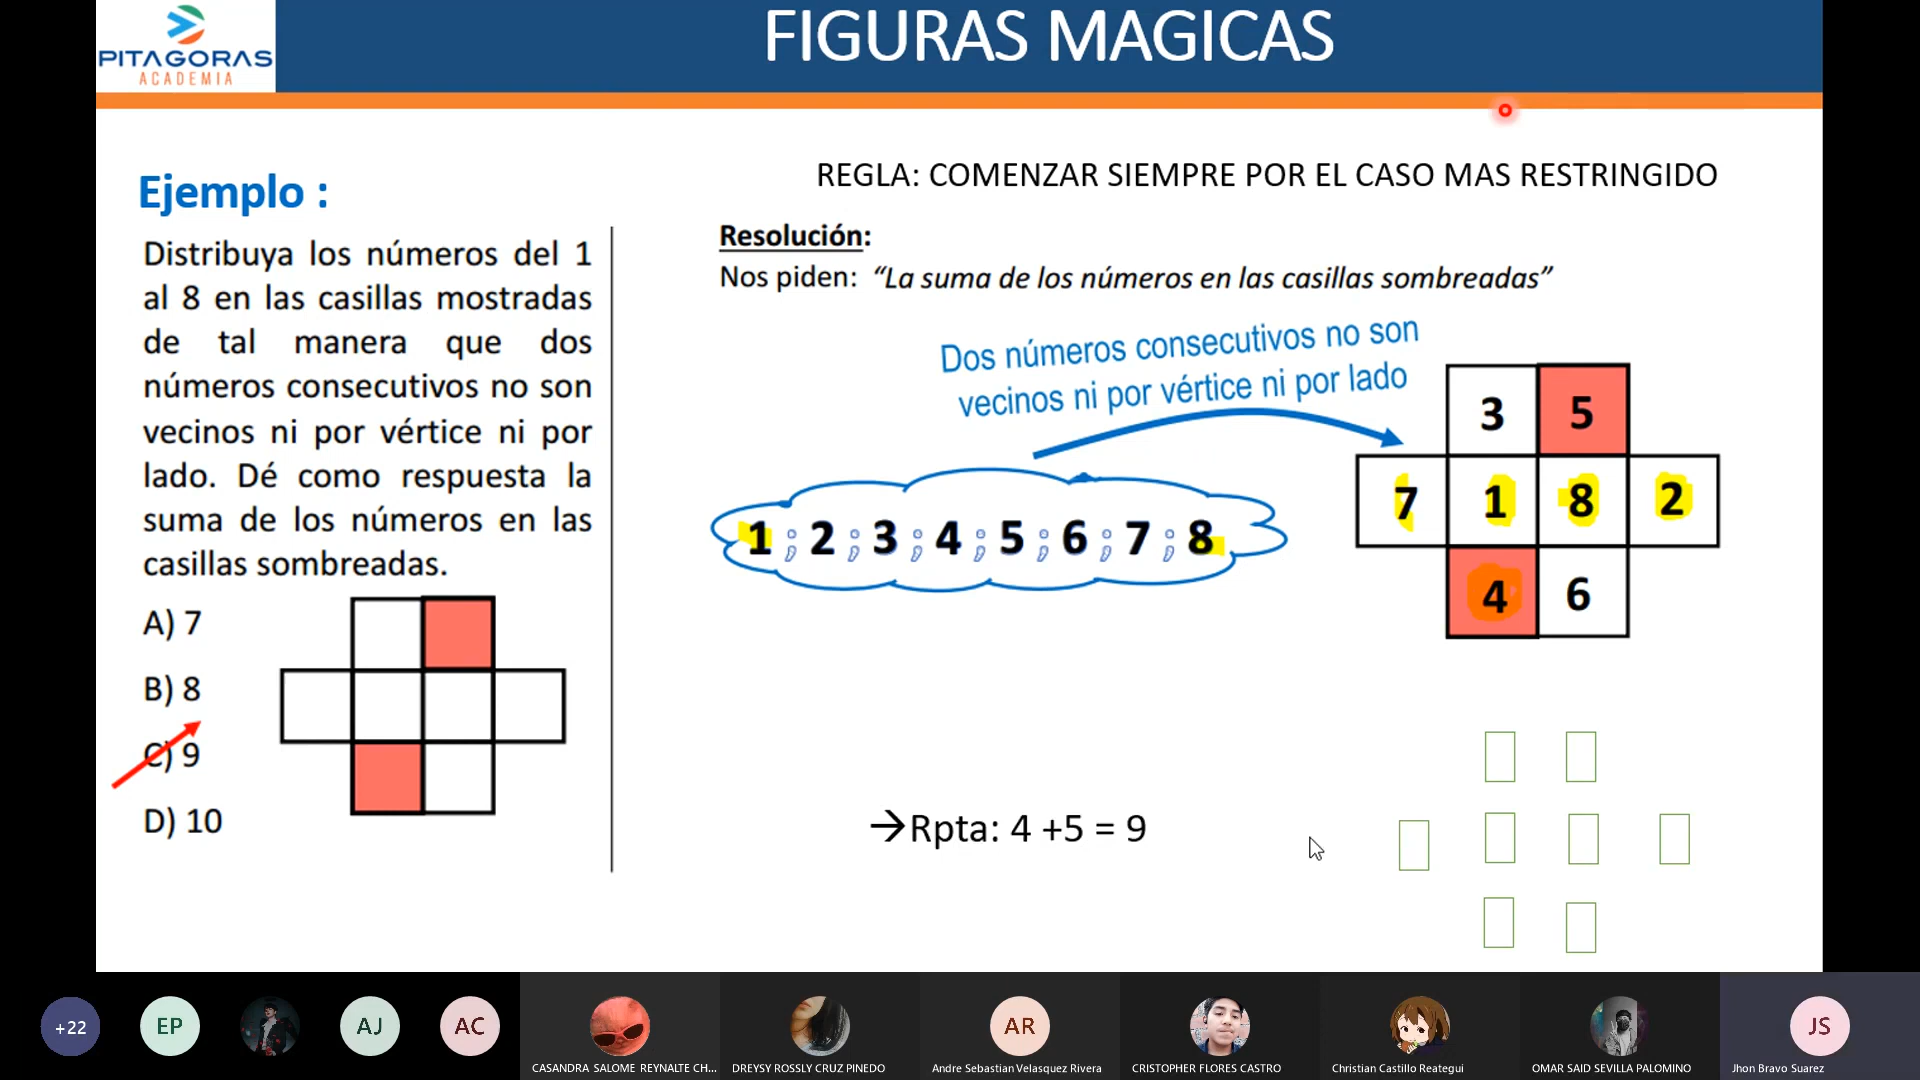 PITAGORAS
ACADEMIA
FIGURAS MAGICAS
REGLA: COMENZAR SIEMPRE POR EL CASO MAS RESTRINGIDO
Ejemplo :
Distribuya los números del 1
al 8 en las casillas mostradas
de tal manera que dos
números consecutivos no son
vecinos ni por vértice ni por
lado. Dé como respuesta la
suma de los números en las
casillas sombreadas.
A) 7
B) 8
C) 9
D) 10
Resolución:
Nos piden: “La suma de los números en las casillas sombreadas”
Dos números consecutivos no son
vecinos ni por vértice ni por lado
1 ; 2 ; 3 ; 4 ; 5 ; 6 ; 7 ; 8
3 5
7 1 8 2
4 6
→Rpta: 4 +5 = 9
+22
EP
AJ
AC
CASANDRA SALOME REYNALTE CH...
DREYSY ROSSLY CRUZ PINEDO
AR
Andre Sebastian Velasquez Rivera
CRISTOPHER FLORES CASTRO
Christian Castillo Reategui
OMAR SAID SEVILLA PALOMINO
JS
Jhon Bravo Suarez